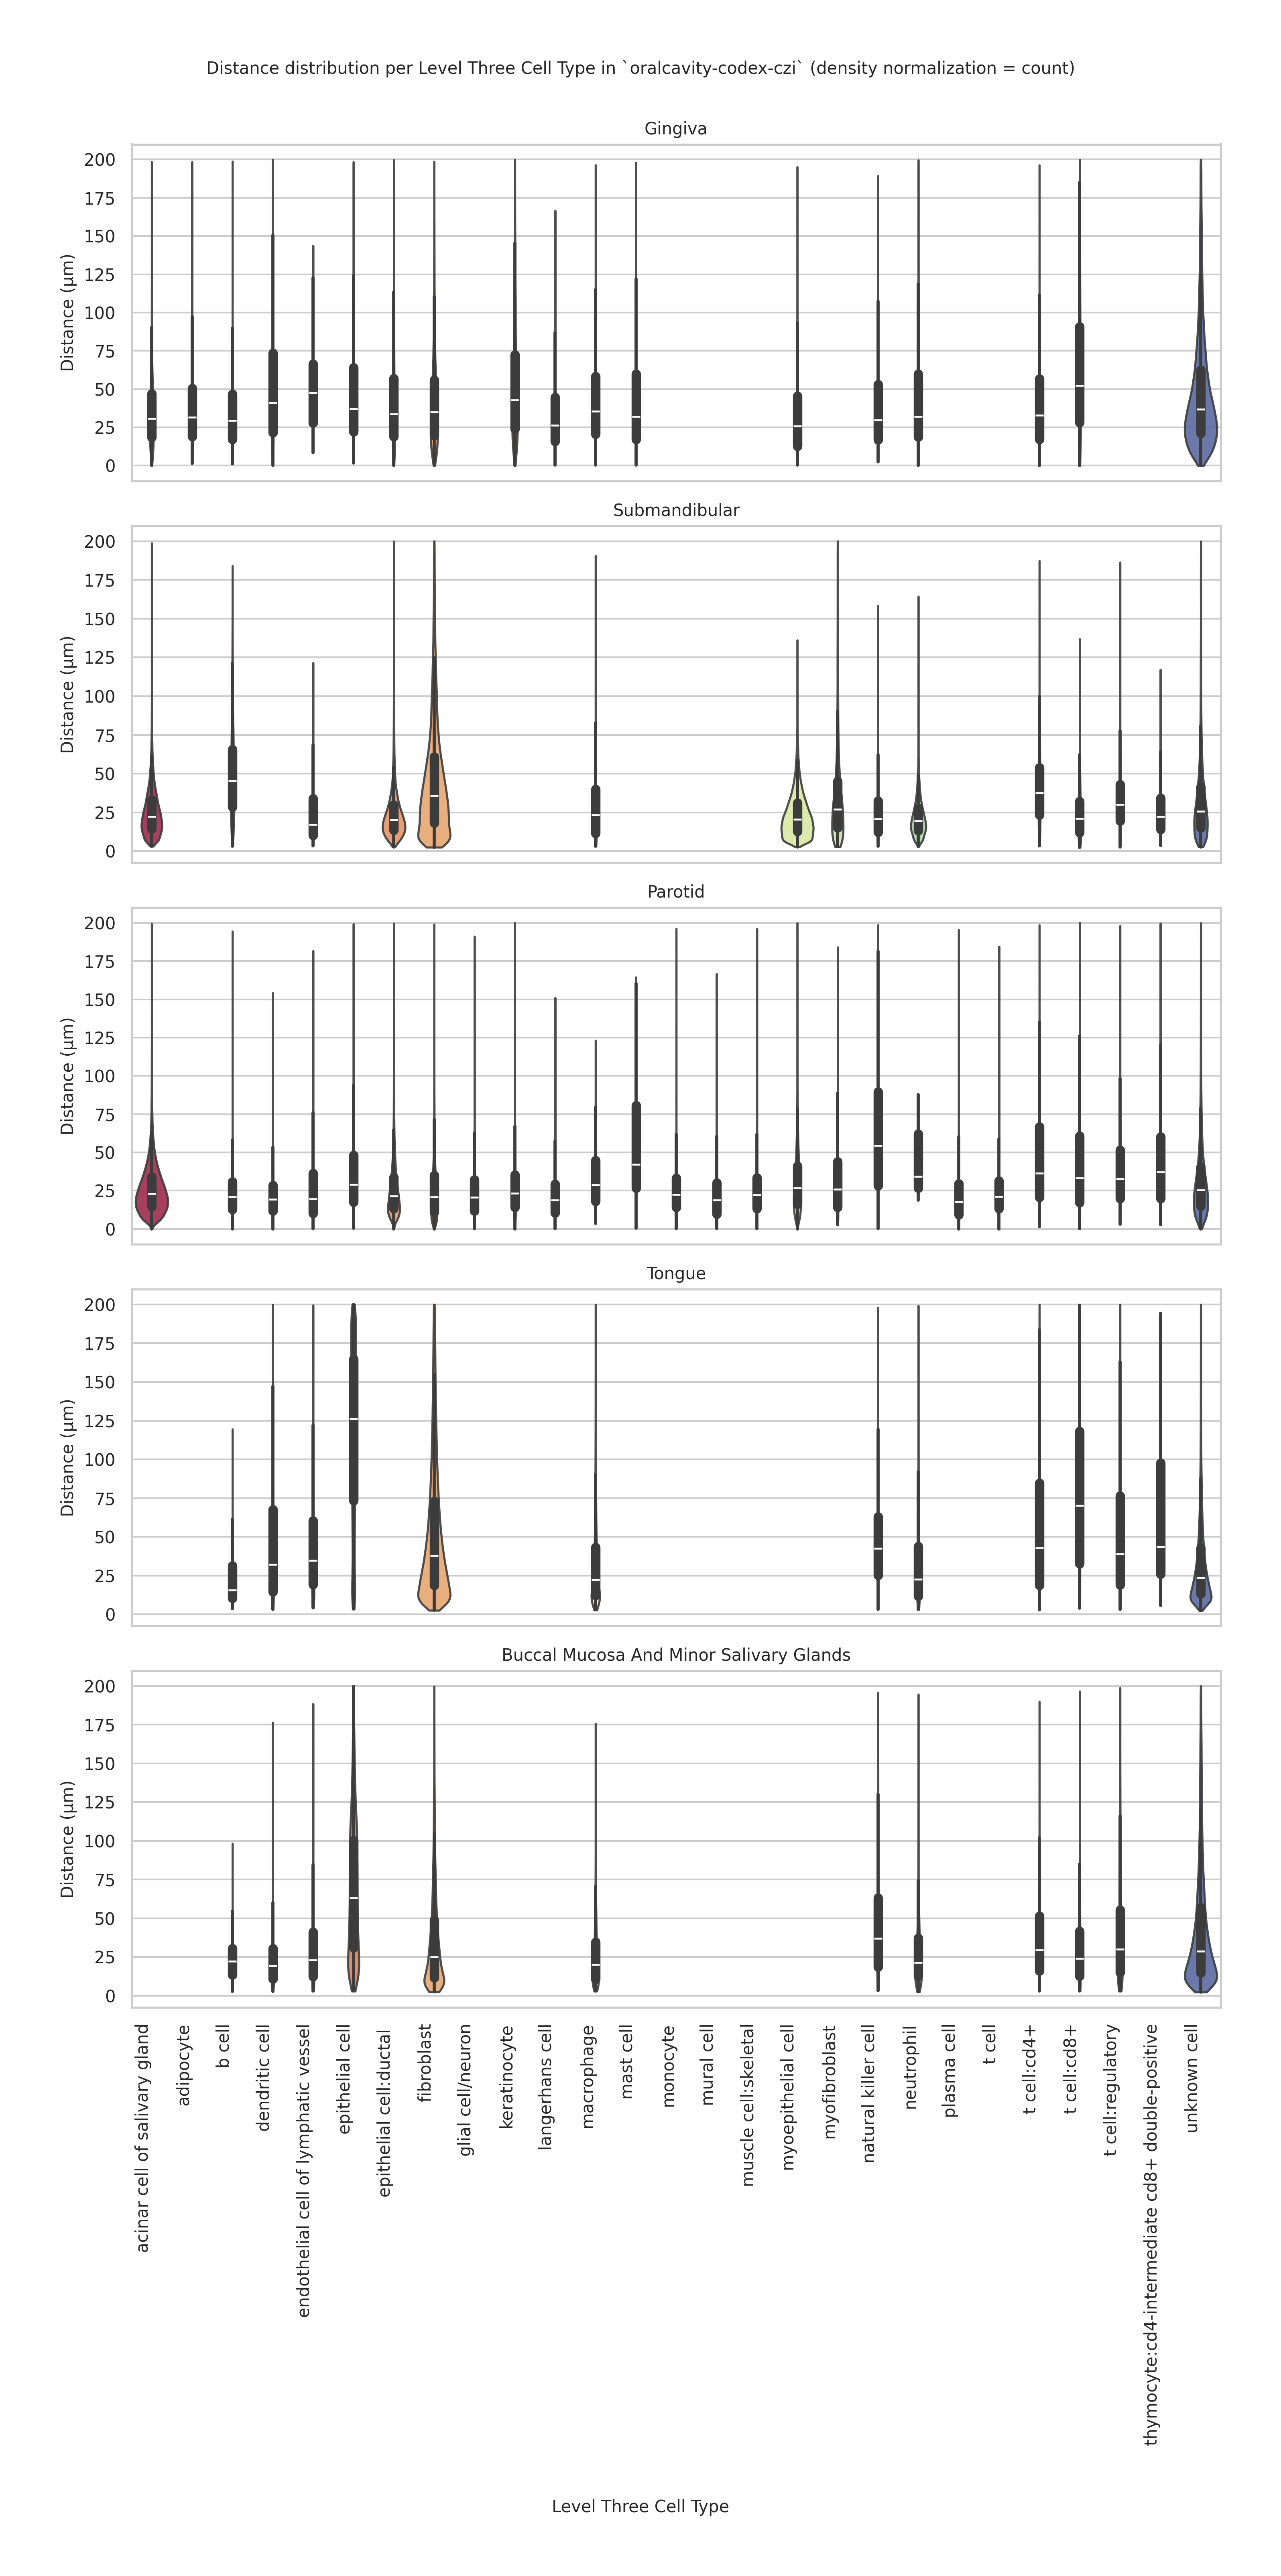 Distance distribution per Level Three Cell Type in `oralcavity-codex-czi` (density normalization = count)
Gingiva
200
175
150
125
100
75
50
25
0
Distance (µm)
Submandibular
200
175
150
125
100
75
50
25
0
Distance (µm)
Parotid
200
175
150
125
100
75
50
25
0
Distance (µm)
Tongue
200
175
150
125
100
75
50
25
0
Distance (µm)
Buccal Mucosa And Minor Salivary Glands
200
175
150
125
100
75
50
25
0
Distance (µm)
acinar cell of salivary gland
adipocyte
b cell
dendritic cell
endothelial cell of lymphatic vessel
epithelial cell
epithelial cell:ductal
fibroblast
glial cell/neuron
keratinocyte
langerhans cell
macrophage
mast cell
monocyte
mural cell
muscle cell:skeletal
myoepithelial cell
myofibroblast
natural killer cell
neutrophil
plasma cell
t cell
t cell:cd4+
t cell:cd8+
t cell:regulatory
thymocyte:cd4-intermediate cd8+ double-positive
unknown cell
Level Three Cell Type